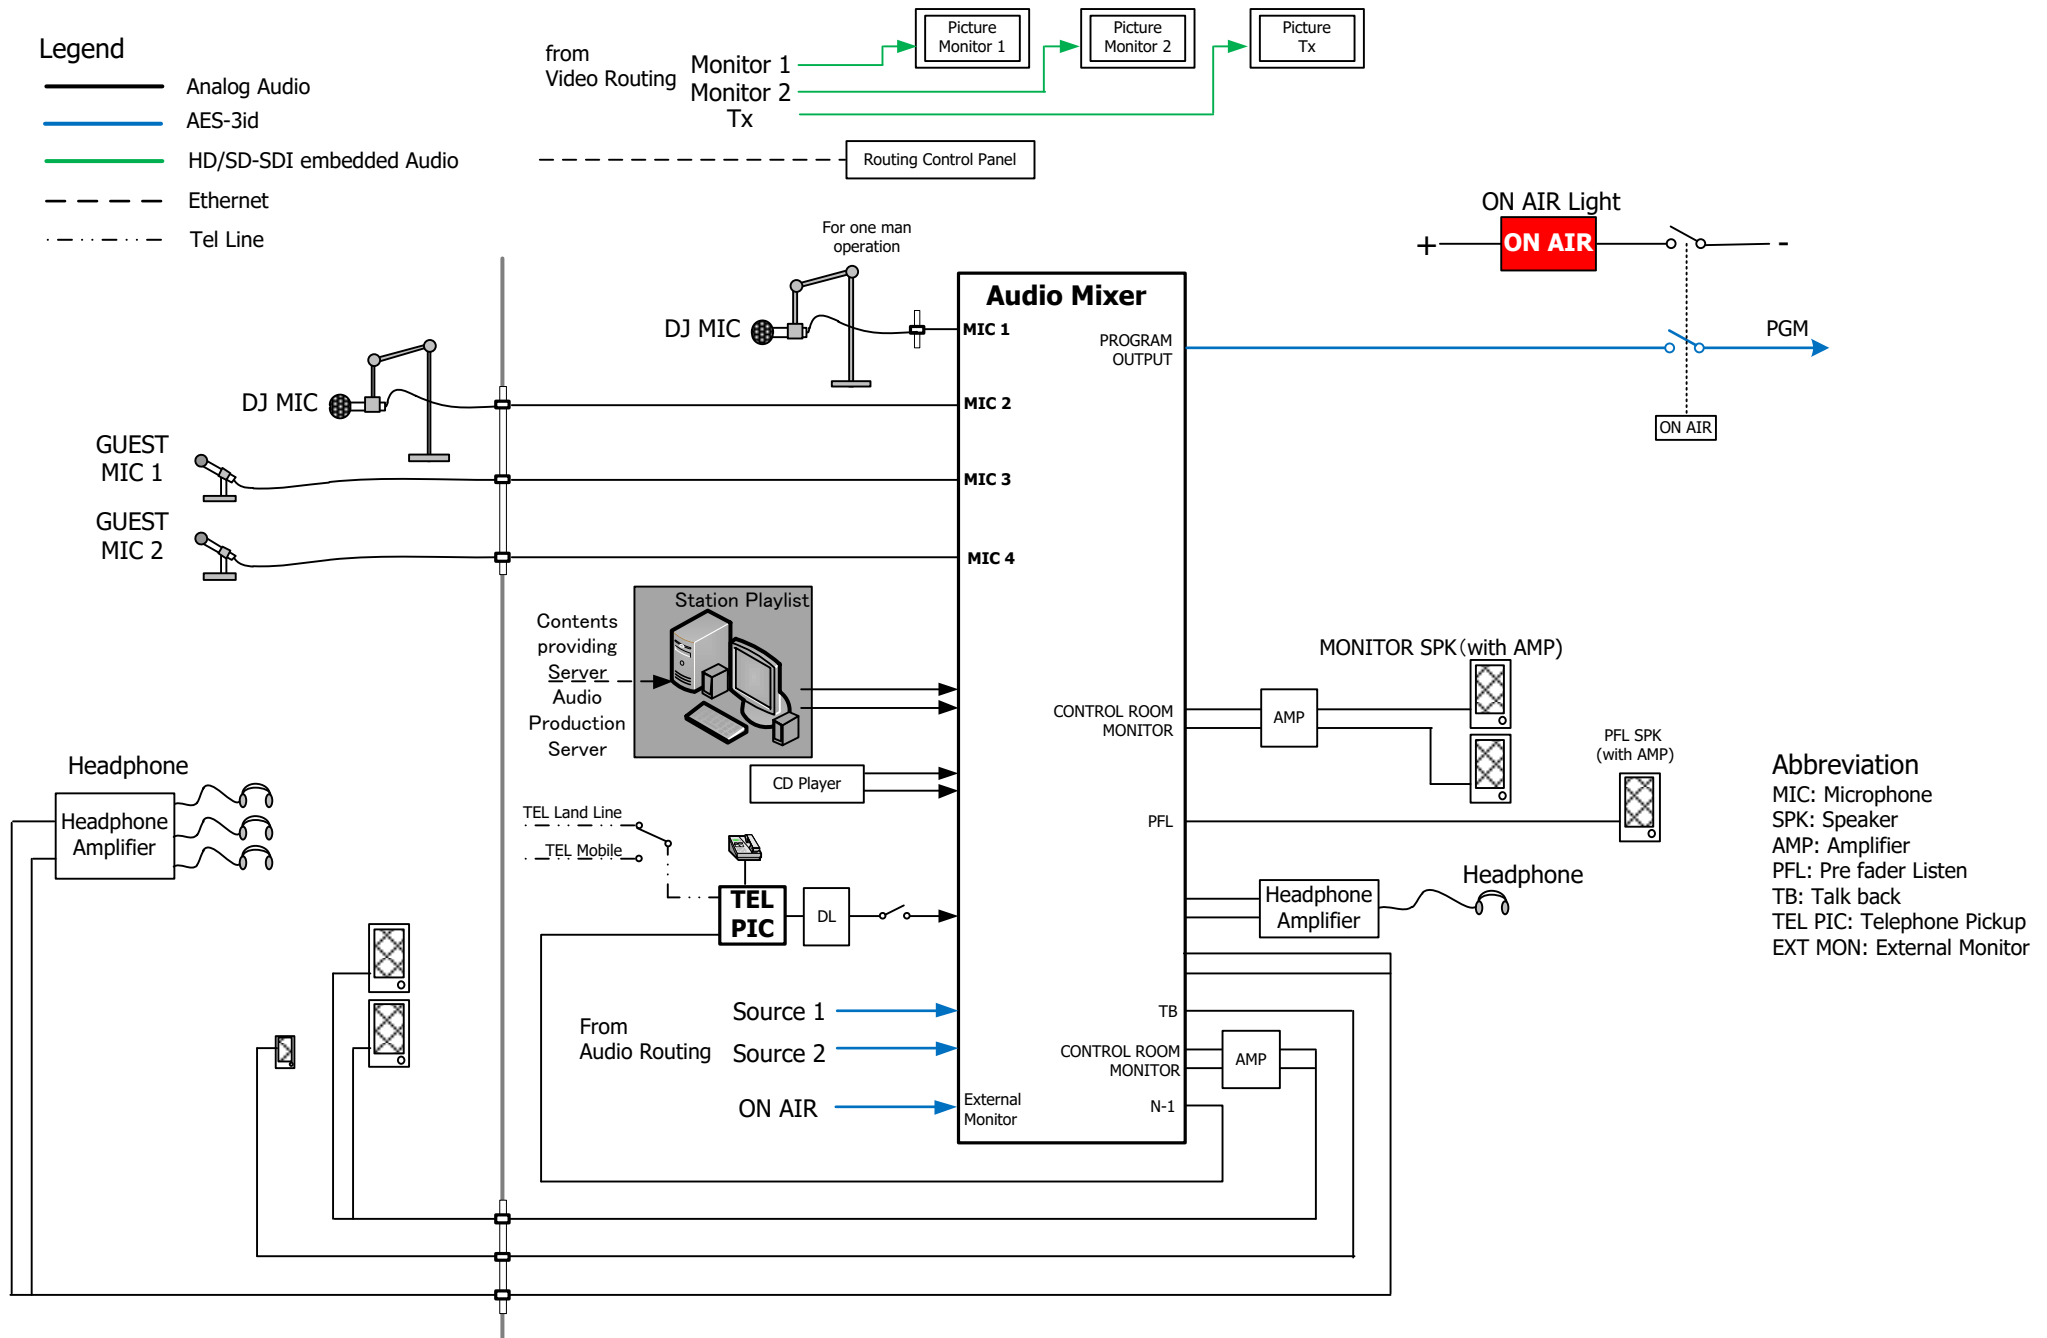 Legend
Analog Audio
AES-3id
HD/SD-SDI embedded Audio
Ethernet
Tel Line
from
Video Routing
Monitor 1
Monitor 2
Tx
Picture
Monitor 1
Picture
Monitor 2
Picture
Tx
Routing Control Panel
ON AIR Light
+
ON AIR
-
PGM
ON AIR
For one man
operation
DJ MIC
DJ MIC
GUEST
MIC 1
GUEST
MIC 2
Audio Mixer
MIC 1
MIC 2
MIC 3
MIC 4
PROGRAM
OUTPUT
Station Playlist
Contents
providing
Server
Audio
Production
Server
CD Player
TEL Land Line
TEL Mobile
TEL
PIC
DL
From
Audio Routing
Source 1
Source 2
ON AIR
External
Monitor
CONTROL ROOM
MONITOR
AMP
MONITOR SPK(with AMP)
PFL SPK
(with AMP)
PFL
Headphone
Amplifier
Headphone
TB
CONTROL ROOM
MONITOR
AMP
N-1
Headphone
Headphone
Amplifier
Abbreviation
MIC: Microphone
SPK: Speaker
AMP: Amplifier
PFL: Pre fader Listen
TB: Talk back
TEL PIC: Telephone Pickup
EXT MON: External Monitor